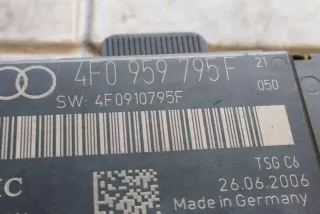 4F0 959 795F 21
050
SW: 4F0910795F
TSG C6
26.06.2006
Made in Germany